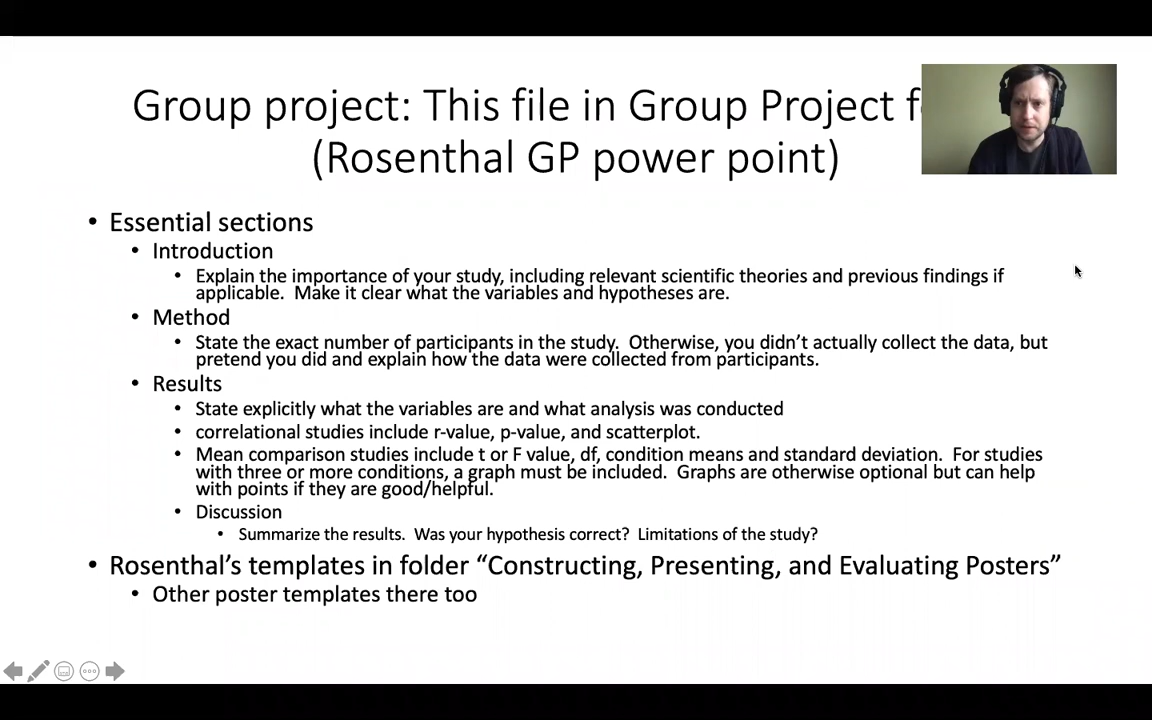 Group project: This file in Group Project
(Rosenthal GP power point)
• Essential sections
• Introduction
• Explain the importance of your study, including relevant scientific theories and previous findings if
applicable. Make it clear what the variables and hypotheses are.
• Method
• State the exact number of participants in the study. Otherwise, you didn’t actually collect the data, but
pretend you did and explain how the data were collected from participants.
• Results
• State explicitly what the variables are and what analysis was conducted
• correlational studies include r-value, p-value, and scatterplot.
• Mean comparison studies include t or F value, df, condition means and standard deviation. For studies
with three or more conditions, a graph must be included. Graphs are otherwise optional but can help
with points if they are good/helpful.
• Discussion
• Summarize the results. Was your hypothesis correct? Limitations of the study?
• Rosenthal’s templates in folder “Constructing, Presenting, and Evaluating Posters”
• Other poster templates there too